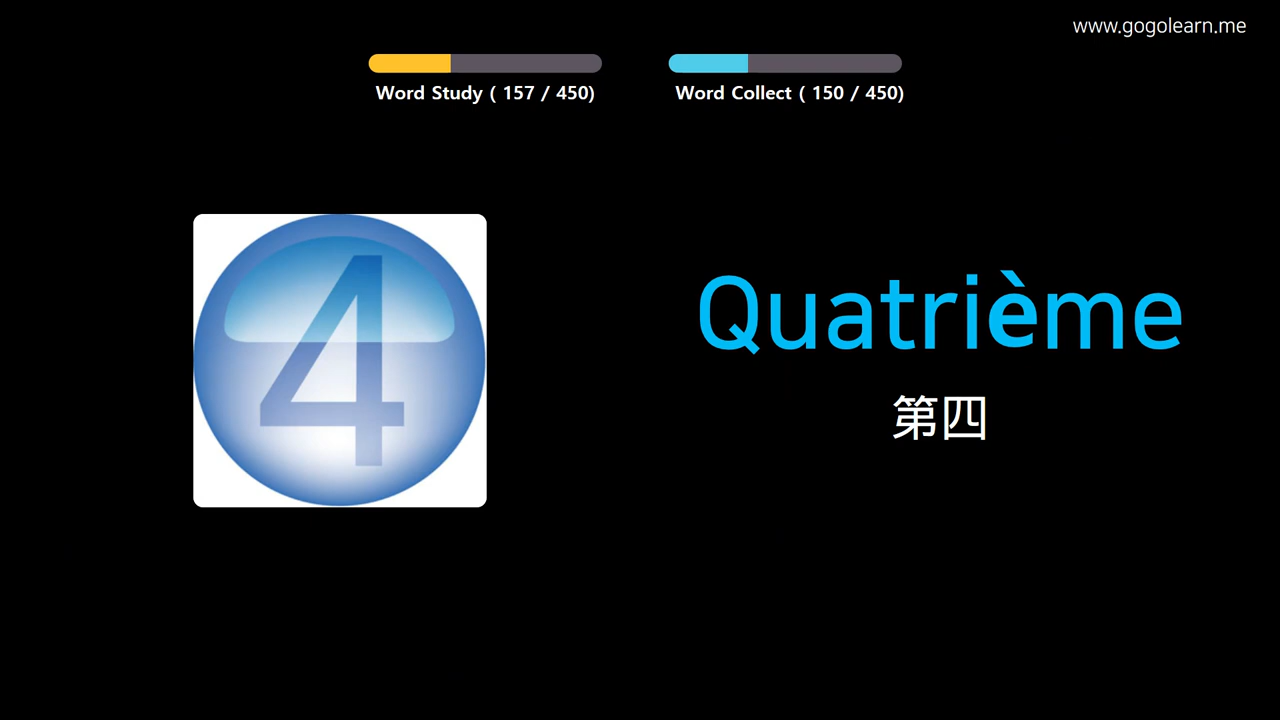 www.gogolearn.me
Word Study ( 157 / 450)
Word Collect ( 150 / 450)
4
Quatrième
第四